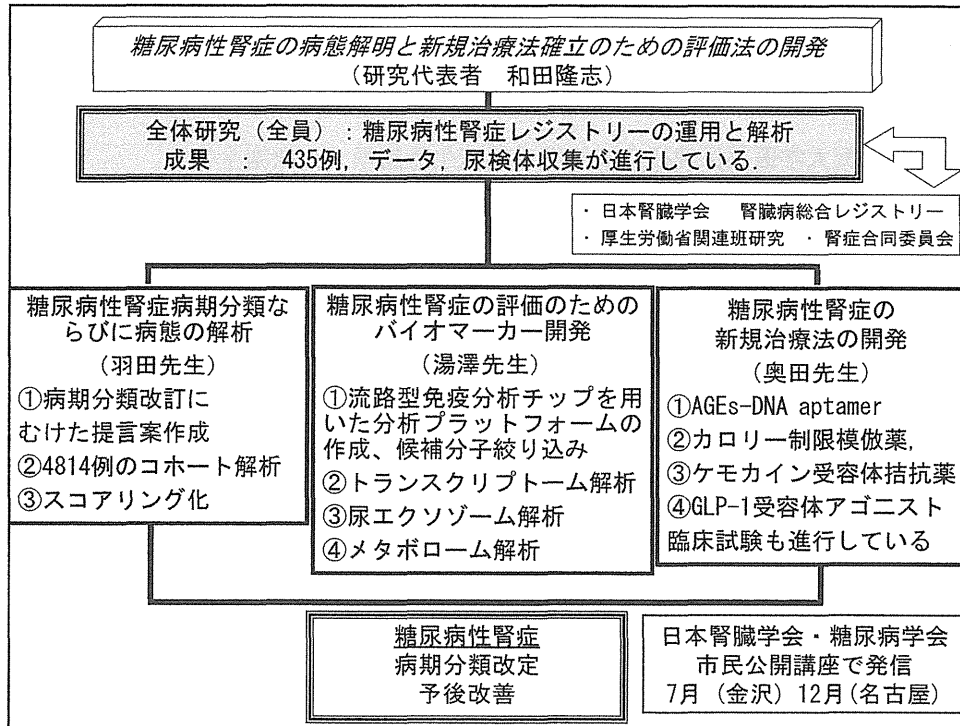 糖尿病性腎症の病態解明と新規治療法確立のための評価法の開発
（研究代表者　和田隆志）
全体研究（全員）：糖尿病性腎症レジストリーの運用と解析
成果　：　435例，データ，尿検体収集が進行している．
・日本腎臓学会　腎臓病総合レジストリー
・厚生労働省関連班研究　・腎症合同委員会
糖尿病性腎症病期分類な
らびに病態の解析
（羽田先生）
①病期分類改訂に
むけた提言案作成
②4814例のコホート解析
③スコアリング化
糖尿病性腎症の評価のための
バイオマーカー開発
（湯澤先生）
①流路型免疫分析チップを用
いた分析プラットフォームの
作成、候補分子絞り込み
②トランスクリプトーム解析
③尿エクソゾーム解析
④メタボローム解析
糖尿病性腎症の
新規治療法の開発
（奥田先生）
①AGEs-DNA aptamer
②カロリー制限模倣薬，
③ケモカイン受容体拮抗薬
④GLP-1受容体アゴニスト
臨床試験も進行している
糖尿病性腎症
病期分類改定
予後改善
日本腎臓学会・糖尿病学会
市民公開講座で発信
7月（金沢）12月（名古屋）